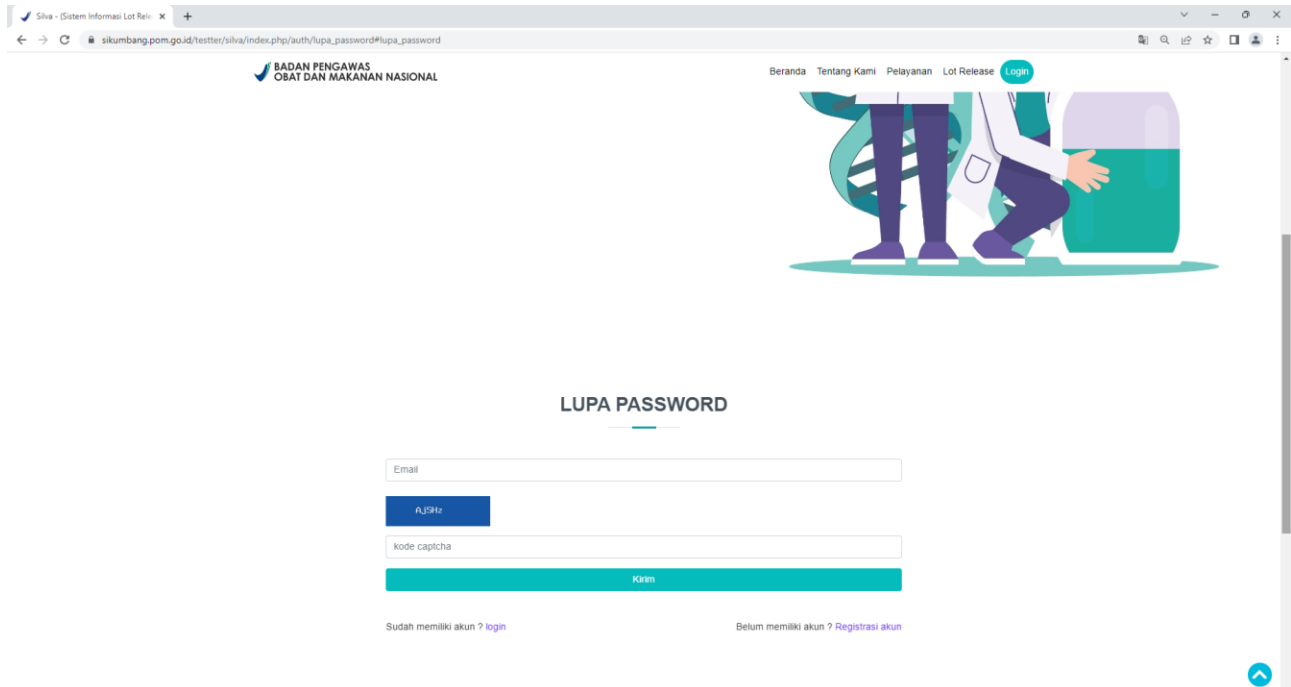 Silva - (Sistem Informasi Lot Rele
sikumbang.pom.go.id/testter/silva/index.php/auth/lupa_password#lupa_password
BADAN PENGAWAS
OBAT DAN MAKANAN NASIONAL
Beranda Tentang Kami Pelayanan Lot Release Login
LUPA PASSWORD
Email
kode captcha
Kirim
Sudah memiliki akun ? login
Belum memiliki akun ? Registrasi akun